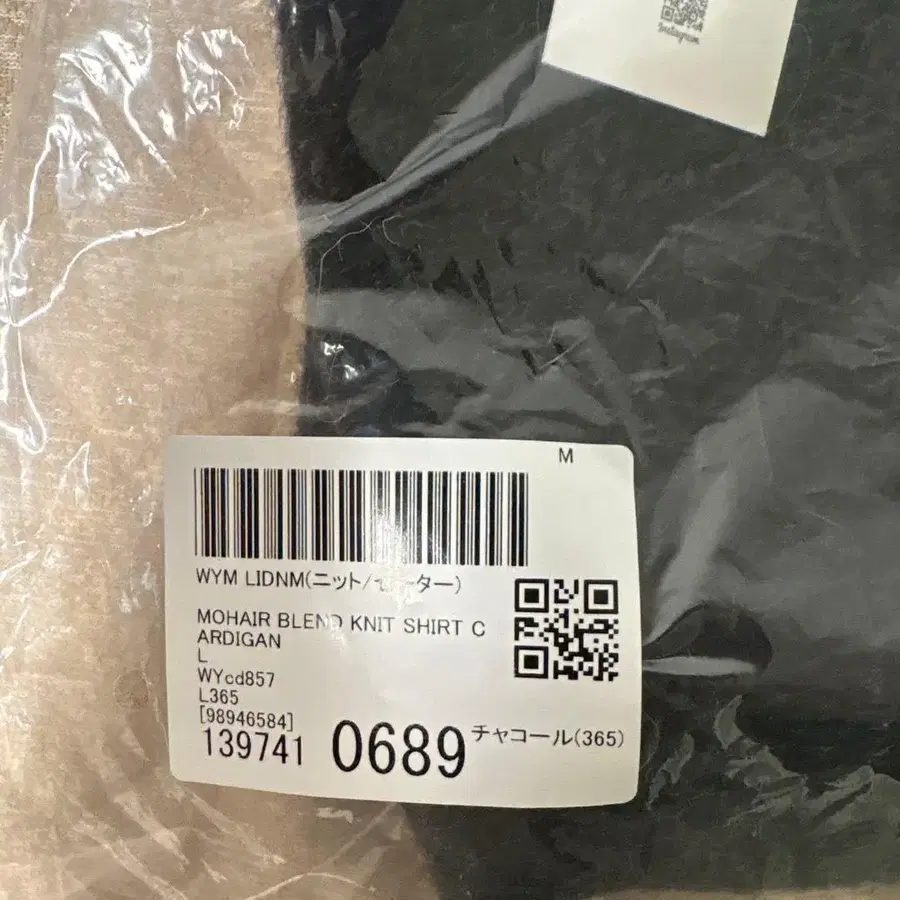 Instagram
M
WYM LIDNM(ニット/セーター)
MOHAIR BLEND KNIT SHIRT C
ARDIGAN
L
WYcd857
L365
[98946584]
139741 0689 チャコール(365)